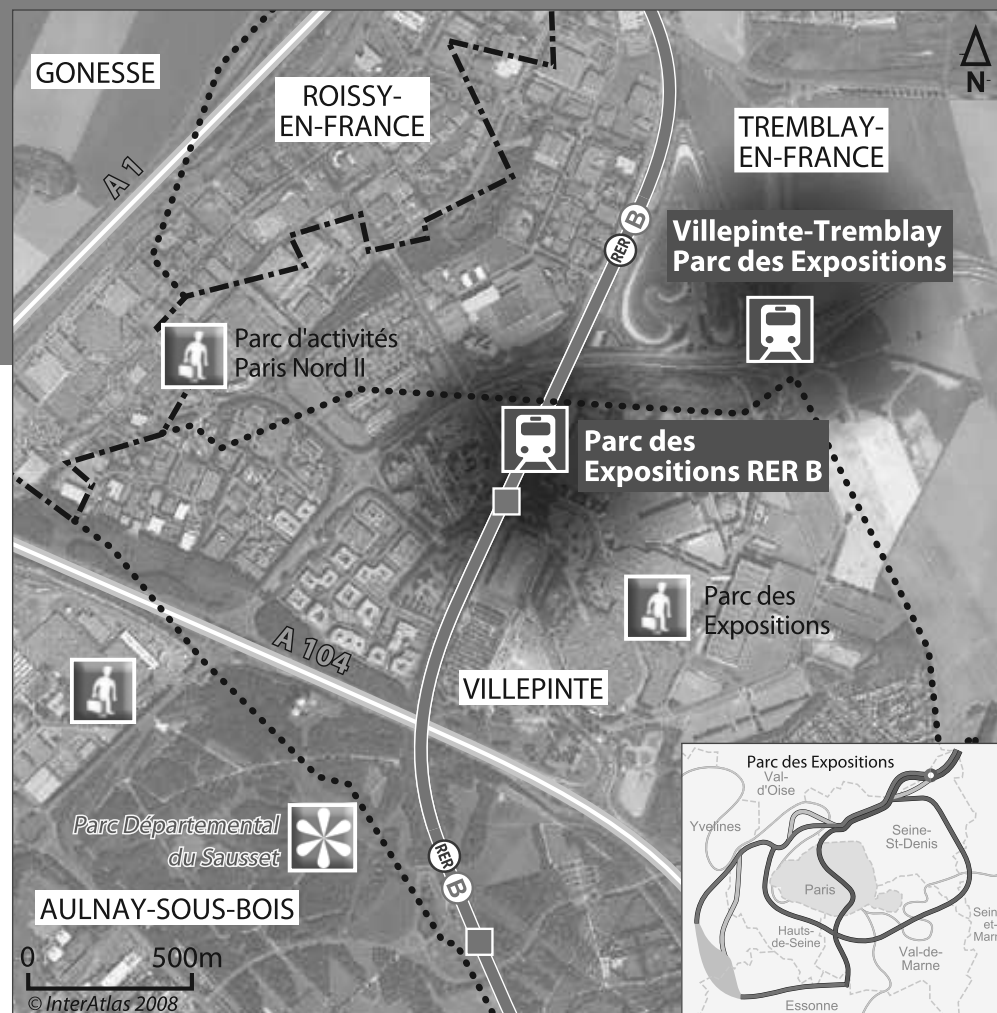 GONESSE
ROISSY-
EN-FRANCE
N
TREMBLAY-
EN-FRANCE
A 1
B
RER
Villepinte-Tremblay
Parc des Expositions
Parc d'activités
Paris Nord II
Parc des
Expositions RER B
Parc des
Expositions
A 104
VILLEPINTE
Parc Départemental
du Sausset
RER
B
AULNAY-SOUS-BOIS
0 500m
© InterAtlas 2008
Parc des Expositions
Val-
d'Oise
Yvelines
Seine-
St-Denis
Paris
Hauts-
de-Seine
Val-de-
Marne
Essonne